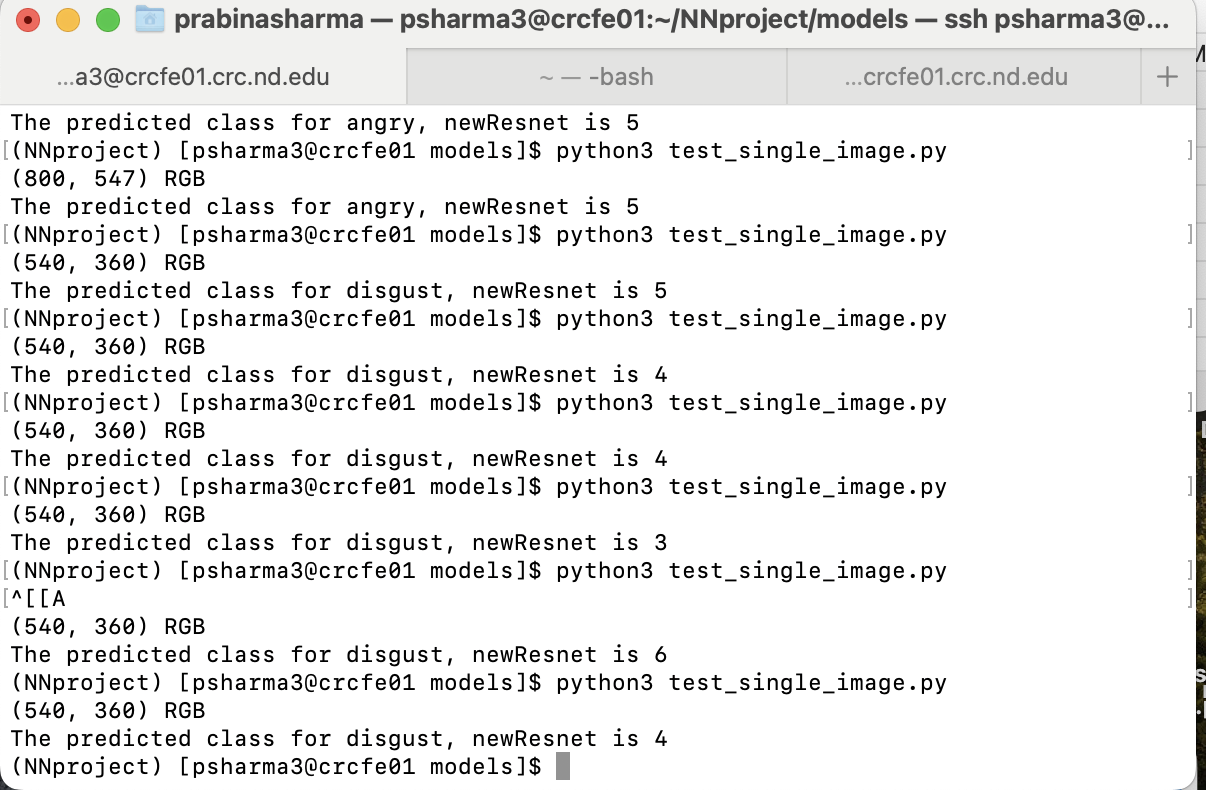 prabinasharma — psharma3@crcfe01:~/NNproject/models — ssh psharma3@...
...a3@crcfe01.crc.nd.edu
~ — -bash
...crcfe01.crc.nd.edu
+
The predicted class for angry, newResnet is 5
[(NNproject) [psharma3@crcfe01 models]$ python3 test_single_image.py ]
(800, 547) RGB
The predicted class for angry, newResnet is 5
[(NNproject) [psharma3@crcfe01 models]$ python3 test_single_image.py ]
(540, 360) RGB
The predicted class for disgust, newResnet is 5
[(NNproject) [psharma3@crcfe01 models]$ python3 test_single_image.py ]
(540, 360) RGB
The predicted class for disgust, newResnet is 4
[(NNproject) [psharma3@crcfe01 models]$ python3 test_single_image.py ]
(540, 360) RGB
The predicted class for disgust, newResnet is 4
[(NNproject) [psharma3@crcfe01 models]$ python3 test_single_image.py ]
(540, 360) RGB
The predicted class for disgust, newResnet is 3
[(NNproject) [psharma3@crcfe01 models]$ python3 test_single_image.py ]
[^[[A ]
(540, 360) RGB
The predicted class for disgust, newResnet is 6
(NNproject) [psharma3@crcfe01 models]$ python3 test_single_image.py
(540, 360) RGB
The predicted class for disgust, newResnet is 4
(NNproject) [psharma3@crcfe01 models]$